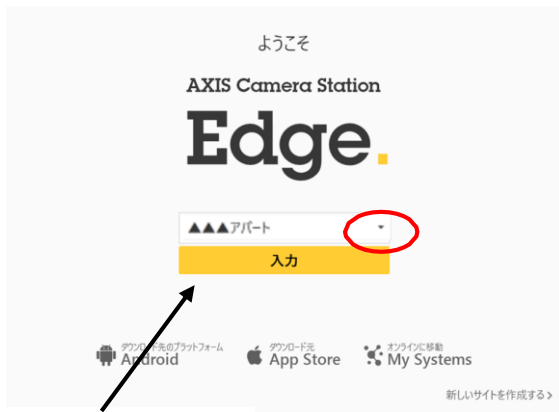 ようこそ
AXIS Camera Station
Edge.
▲▲▲アパート
入力
ダウンロード先のプラットフォーム
Android
ダウンロード元
App Store
オンラインに移動
My Systems
新しいサイトを作成する >